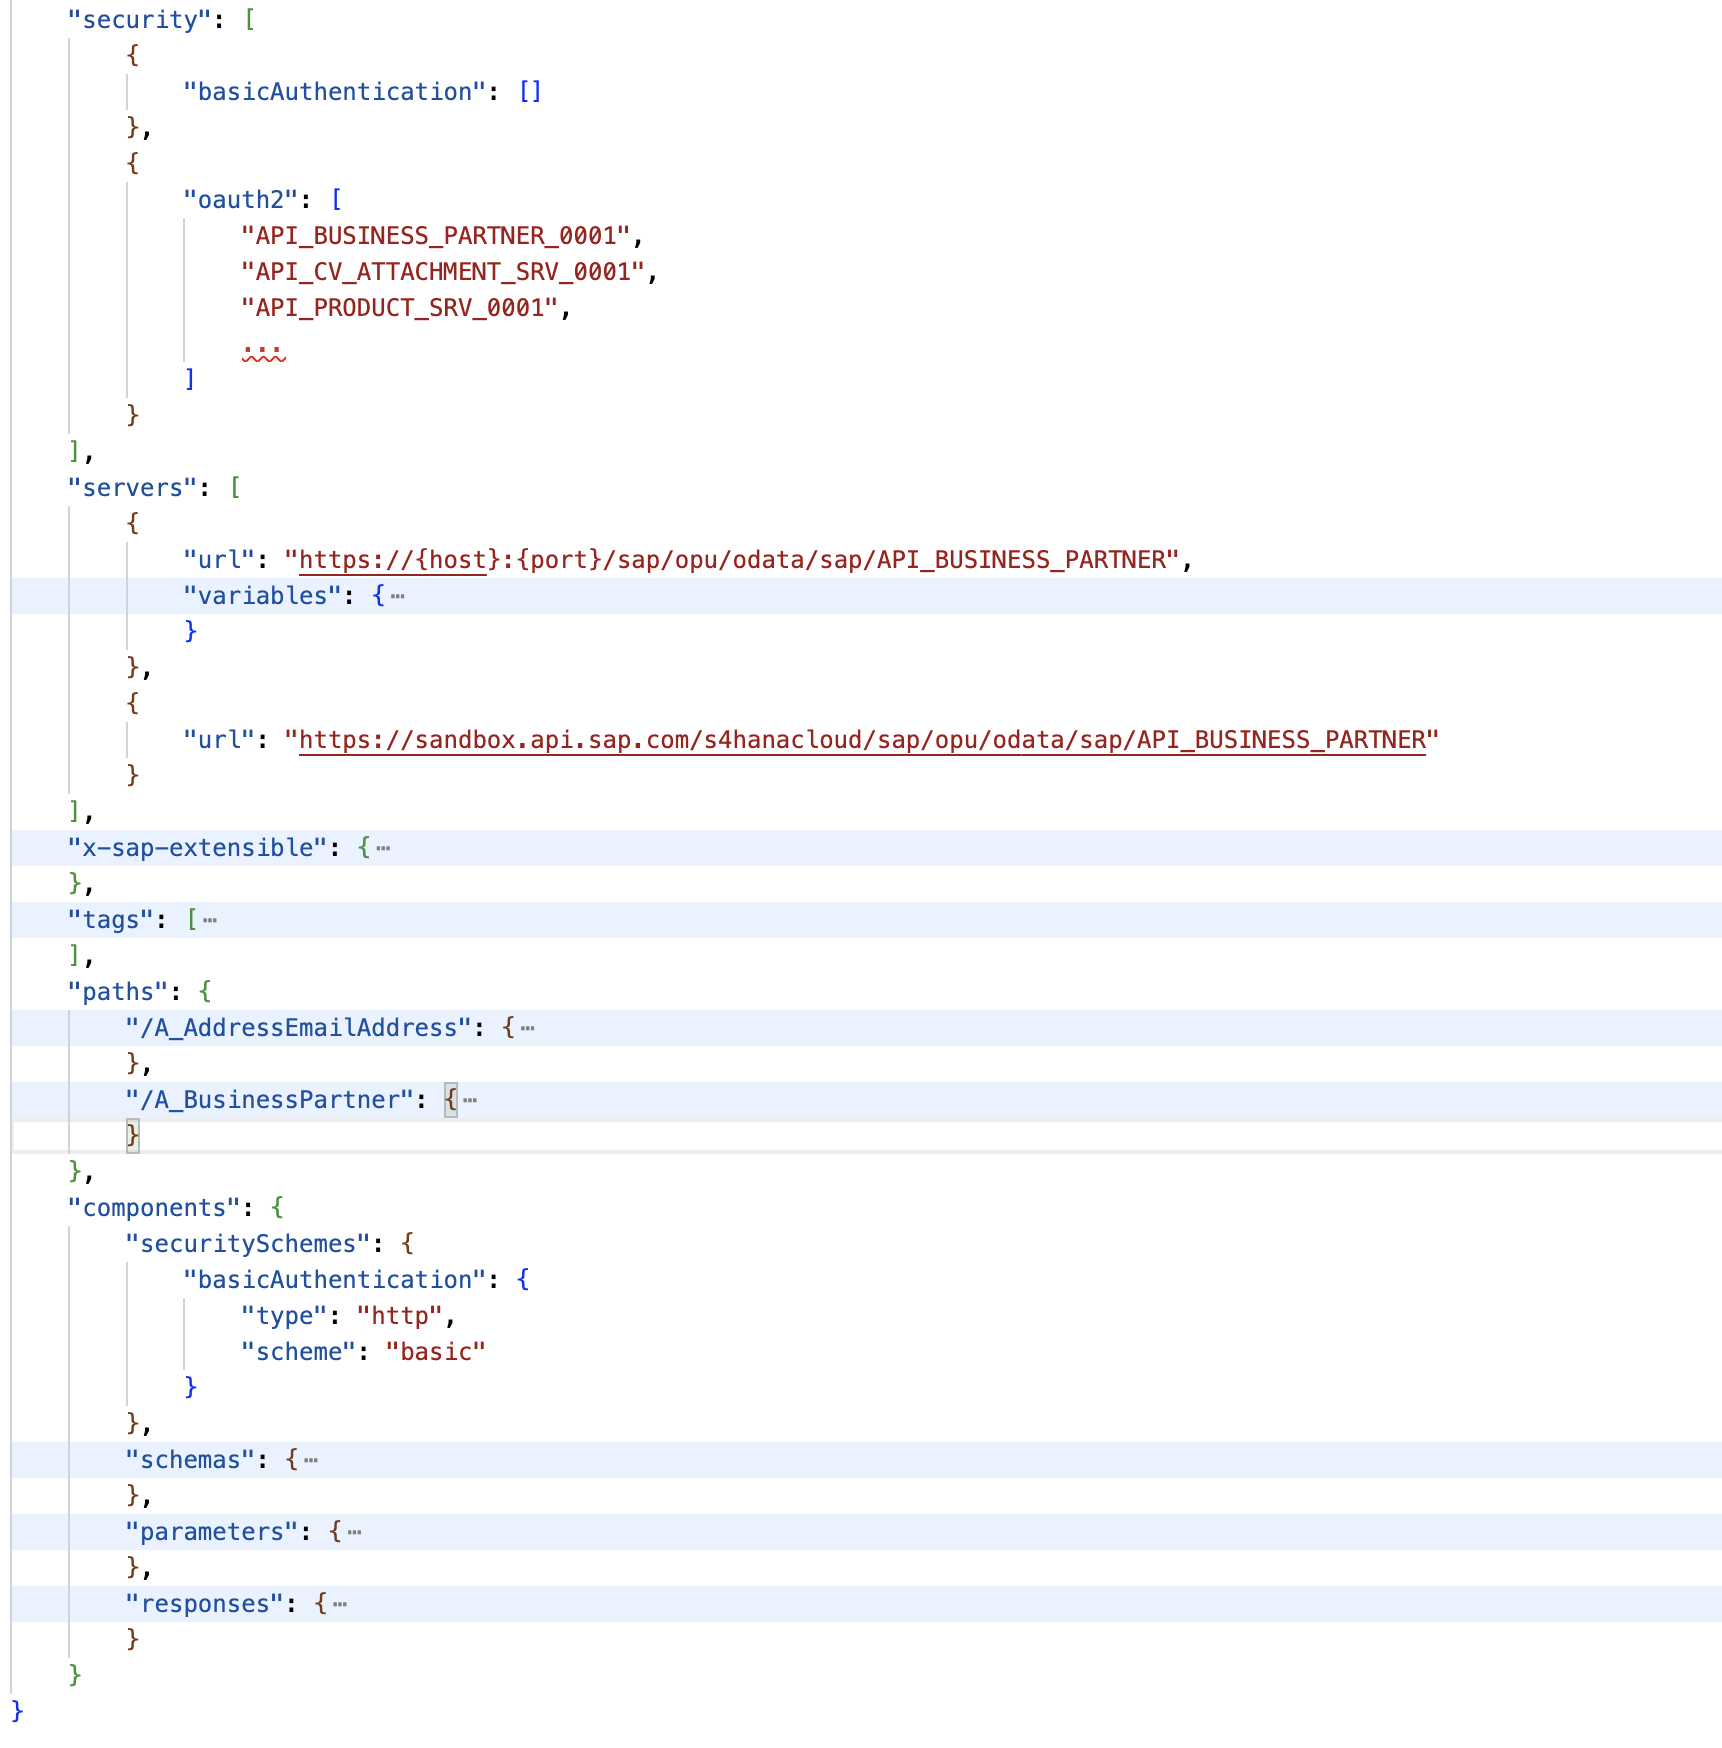 "security": [
{
"basicAuthentication": []
},
{
"oauth2": [
"API_BUSINESS_PARTNER_0001",
"API_CV_ATTACHMENT_SRV_0001",
"API_PRODUCT_SRV_0001",
...
]
}
],
"servers": [
{
"url": "https://{host}:{port}/sap/opu/odata/sap/API_BUSINESS_PARTNER",
"variables": {⋯
}
},
{
"url": "https://sandbox.api.sap.com/s4hanacloud/sap/opu/odata/sap/API_BUSINESS_PARTNER"
}
],
"x-sap-extensible": {⋯
},
"tags": [⋯
],
"paths": {
"/A_AddressEmailAddress": {⋯
},
"/A_BusinessPartner": {⋯
}
},
"components": {
"securitySchemes": {
"basicAuthentication": {
"type": "http",
"scheme": "basic"
}
},
"schemas": {⋯
},
"parameters": {⋯
},
"responses": {⋯
}
}
}